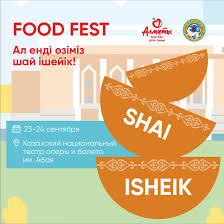 FOOD FEST
Ал енді өзіміз
шай ішейік!
Алматы
23-24 сентября
Казахский национальный
театр оперы и балета
им. Абая
SHAI
ISHEIK